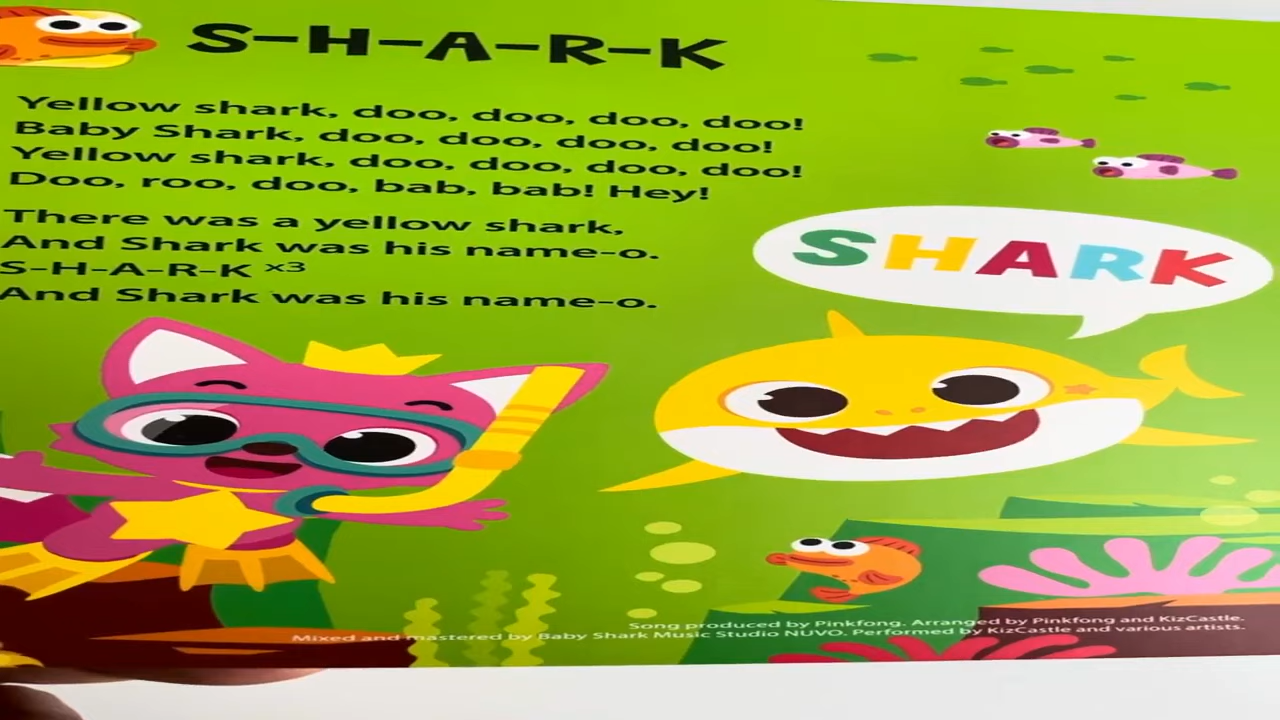 S-H-A-R-K
Yellow shark, doo, doo, doo, doo!
Baby Shark, doo, doo, doo, doo!
Yellow shark, doo, doo, doo, doo!
Doo, roo, doo, bab, bab! Hey!
There was a yellow shark,
And Shark was his name-o.
S-H-A-R-K x3
And Shark was his name-o.
SHARK
Song produced by Pinkfong. Arranged by Pinkfong and KizCastle.
Mixed and mastered by Baby Shark Music Studio NUVO. Performed by KizCastle and various artists.